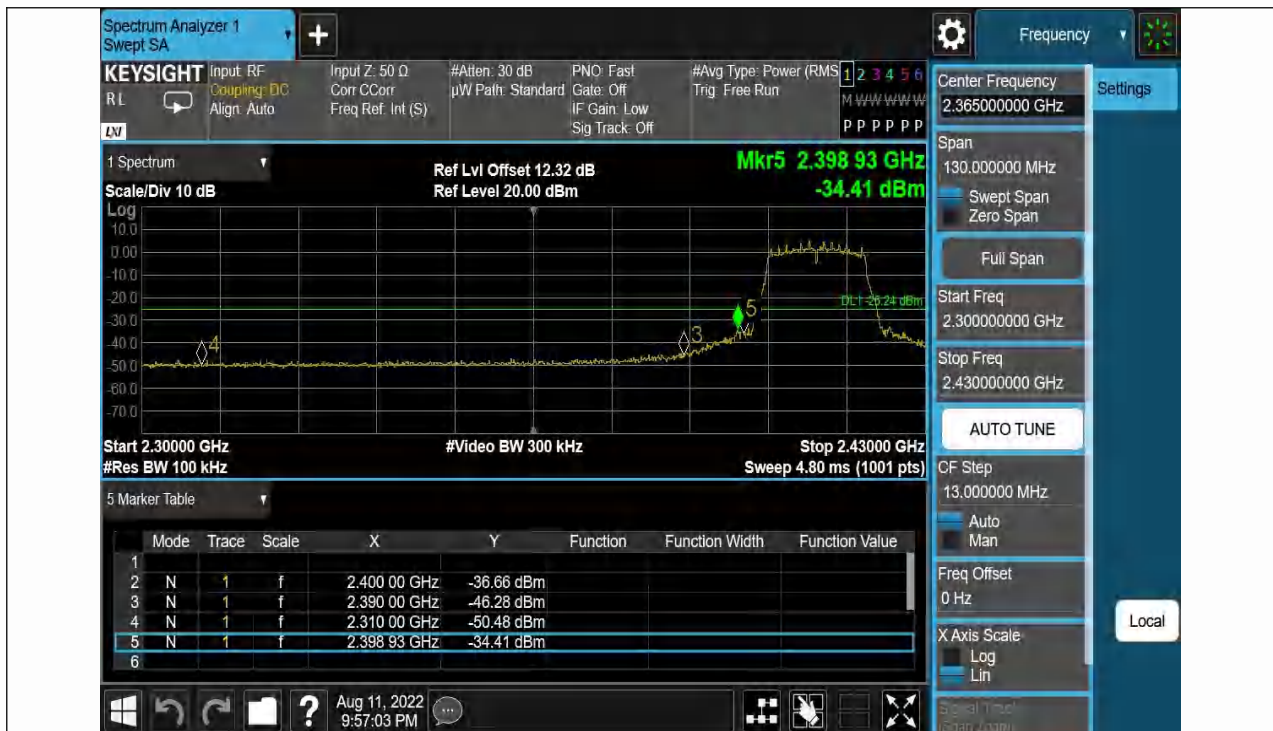 Spectrum Analyzer 1
Swept SA
+
Frequency
KEYSIGHT
RL
LXI
Input: RF
Coupling: DC
Align: Auto
Input Z: 50 Ω
Corr CCorr
Freq Ref: Int (S)
#Atten: 30 dB
µW Path: Standard
PNO: Fast
Gate: Off
IF Gain: Low
Sig Track: Off
#Avg Type: Power (RMS
Trig: Free Run
1 2 3 4 5 6
M W W W W W
P P P P P P
1 Spectrum
Scale/Div 10 dB
Ref Lvl Offset 12.32 dB
Ref Level 20.00 dBm
Mkr5 2.398 93 GHz
-34.41 dBm
Log
10.0
0.00
-10.0
-20.0
-30.0
-40.0
-50.0
-60.0
-70.0
4
3
5
Start 2.30000 GHz
#Res BW 100 kHz
#Video BW 300 kHz
Stop 2.43000 GHz
Sweep 4.80 ms (1001 pts)
5 Marker Table
Mode Trace Scale X Y Function Function Width Function Value
1
2 N 1 f 2.400 00 GHz -36.66 dBm
3 N 1 f 2.390 00 GHz -46.28 dBm
4 N 1 f 2.310 00 GHz -50.48 dBm
5 N 1 f 2.398 93 GHz -34.41 dBm
6
?
Aug 11, 2022
9:57:03 PM
Center Frequency
2.365000000 GHz
Span
130.000000 MHz
Swept Span
Zero Span
Full Span
Start Freq
2.300000000 GHz
Stop Freq
2.430000000 GHz
AUTO TUNE
CF Step
13.000000 MHz
Auto
Man
Freq Offset
0 Hz
X Axis Scale
Log
Lin
Settings
Local